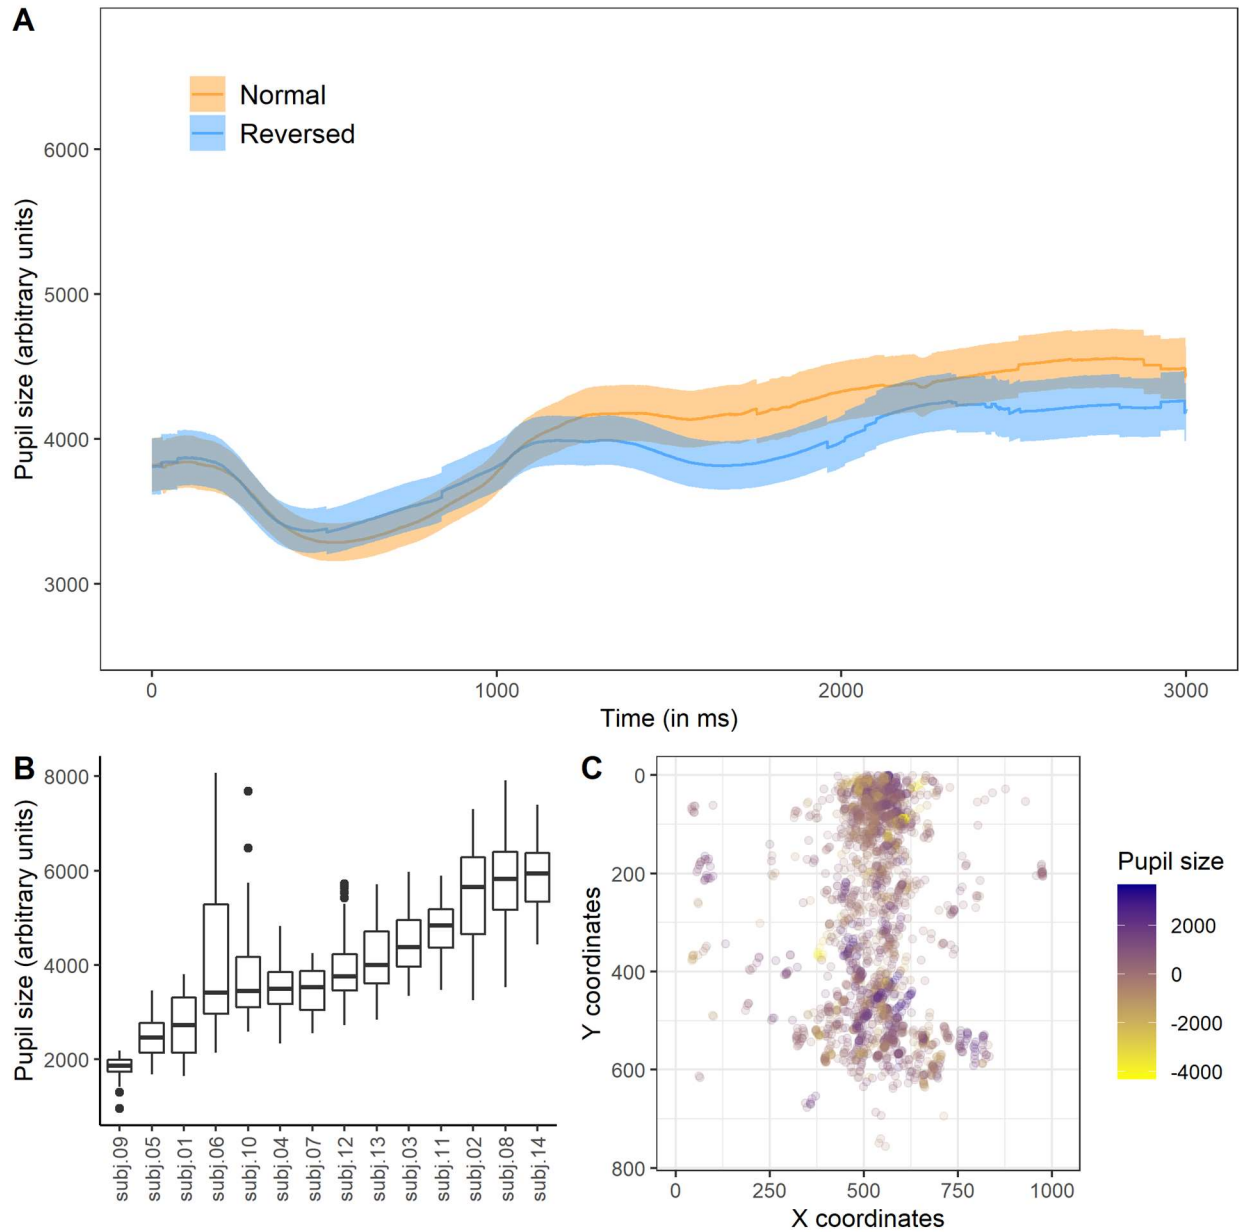 A
Normal
Reversed
6000
5000
4000
3000
Pupil size (arbitrary units)
0 1000 2000 3000
Time (in ms)
B
8000
6000
4000
2000
Pupil size (arbitrary units)
subj.09 subj.05 subj.01 subj.06 subj.10 subj.04 subj.07 subj.12 subj.13 subj.03 subj.11 subj.02 subj.08 subj.14
C
0
200
400
600
800
Y coordinates
0 250 500 750 1000
X coordinates
Pupil size
2000
0
-2000
-4000